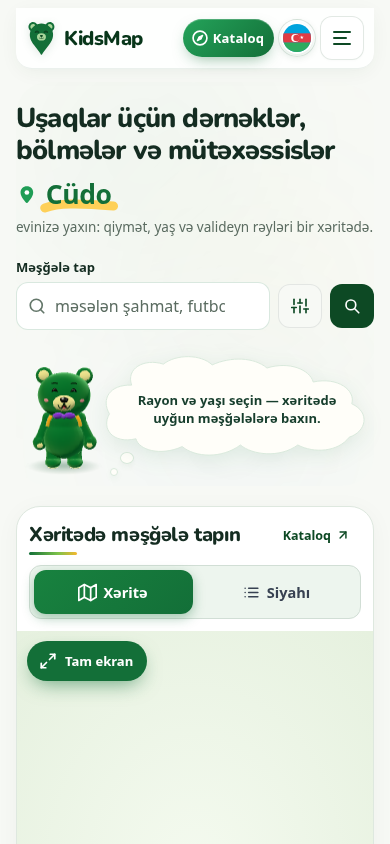 KidsMap
Kataloq
Uşaqlar üçün dərnəklər,
bölmələr və mütəxəssislər
Cüdo
evinizə yaxın: qiymət, yaş və valideyn rəyləri bir xəritədə.
Məşğələ tap
məsələn şahmat, futbo
Rayon və yaşı seçin — xəritədə
uyğun məşğələlərə baxın.
Xəritədə məşğələ tapın
Kataloq
Xəritə
Siyahı
Tam ekran